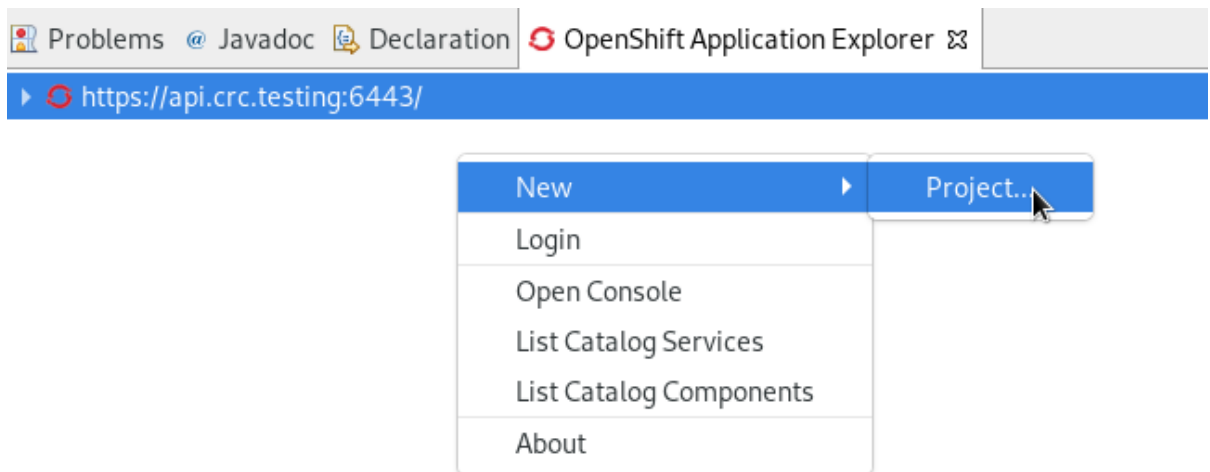 Problems @ Javadoc Declaration OpenShift Application Explorer
https://api.crc.testing:6443/
New Project...
Login
Open Console
List Catalog Services
List Catalog Components
About